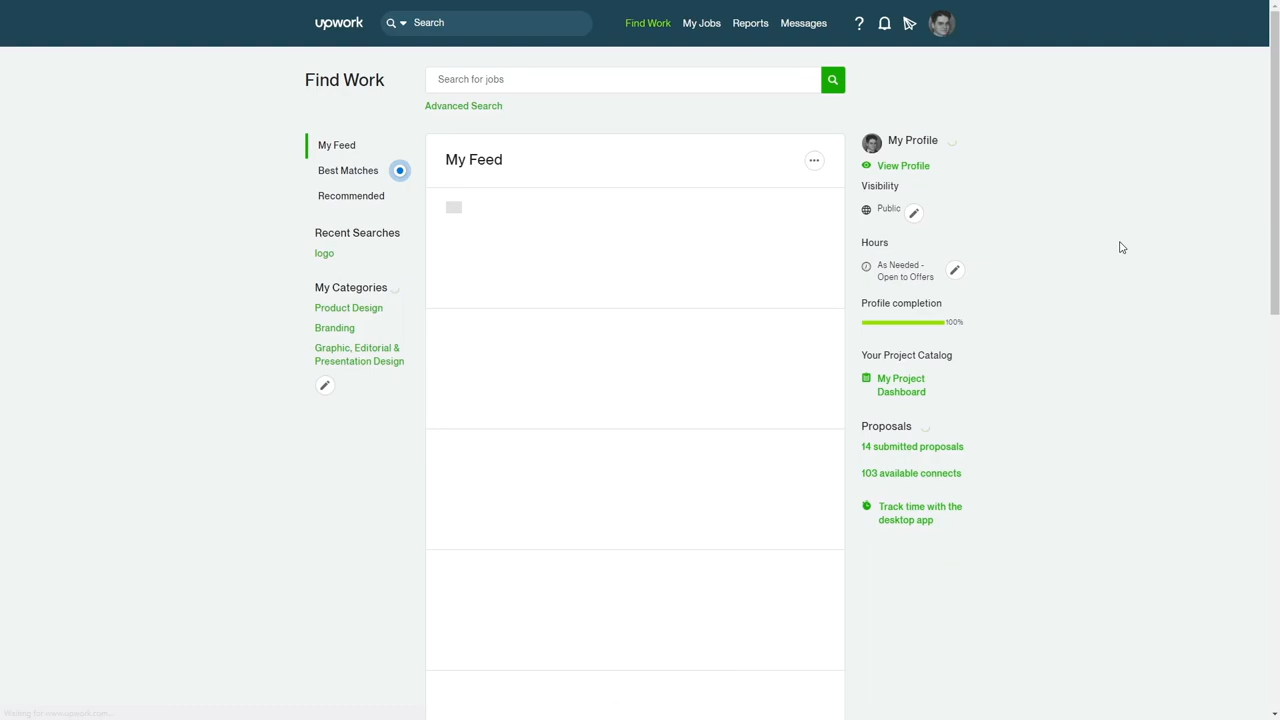 upwork
Search
Find Work
My Jobs
Reports
Messages
?
Find Work
Search for jobs
Advanced Search
My Feed
Best Matches
Recommended
Recent Searches
logo
My Categories
Product Design
Branding
Graphic, Editorial &
Presentation Design
My Feed
My Profile
View Profile
Visibility
Public
Hours
As Needed -
Open to Offers
Profile completion
100%
Your Project Catalog
My Project
Dashboard
Proposals
14 submitted proposals
103 available connects
Track time with the
desktop app
Waiting for www.upwork.com...